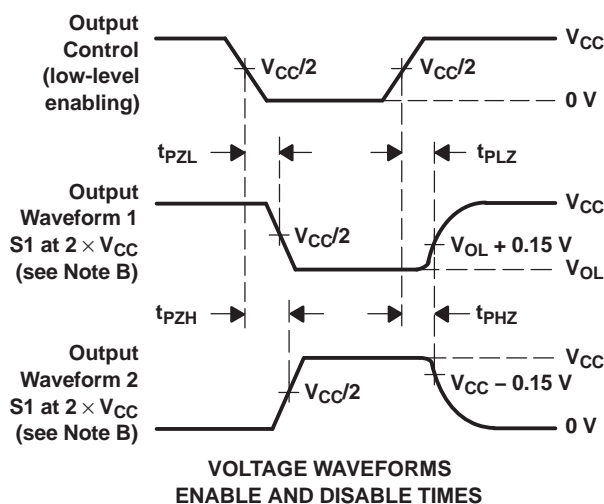 Output
Control
(low-level
enabling)
VCC/2
VCC/2
VCC
0 V
tPZL
tPLZ
Output
Waveform 1
S1 at 2 × VCC
(see Note B)
VCC/2
VCC
VOL + 0.15 V
VOL
tPZH
tPHZ
Output
Waveform 2
S1 at 2 × VCC
(see Note B)
VCC/2
VCC
VCC – 0.15 V
0 V
VOLTAGE WAVEFORMS
ENABLE AND DISABLE TIMES